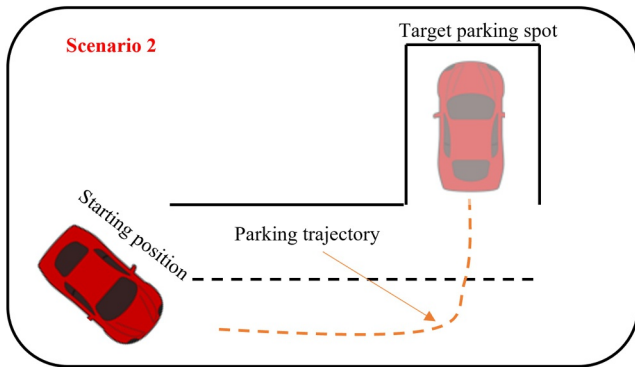 Scenario 2
Target parking spot
Starting position
Parking trajectory